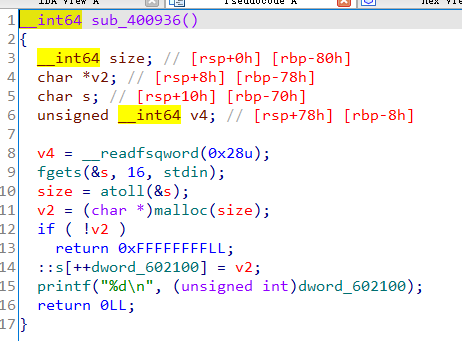 IDA View A
Pseudocode A
Hex View
1 __int64 sub_400936()
2 {
3 __int64 size; // [rsp+0h] [rbp-80h]
4 char *v2; // [rsp+8h] [rbp-78h]
5 char s; // [rsp+10h] [rbp-70h]
6 unsigned __int64 v4; // [rsp+78h] [rbp-8h]
7
8 v4 = __readfsqword(0x28u);
9 fgets(&s, 16, stdin);
10 size = atoll(&s);
11 v2 = (char *)malloc(size);
12 if ( !v2 )
13 return 0xFFFFFFFFLL;
14 ::s[++dword_602100] = v2;
15 printf("%d\n", (unsigned int)dword_602100);
16 return 0LL;
17 }